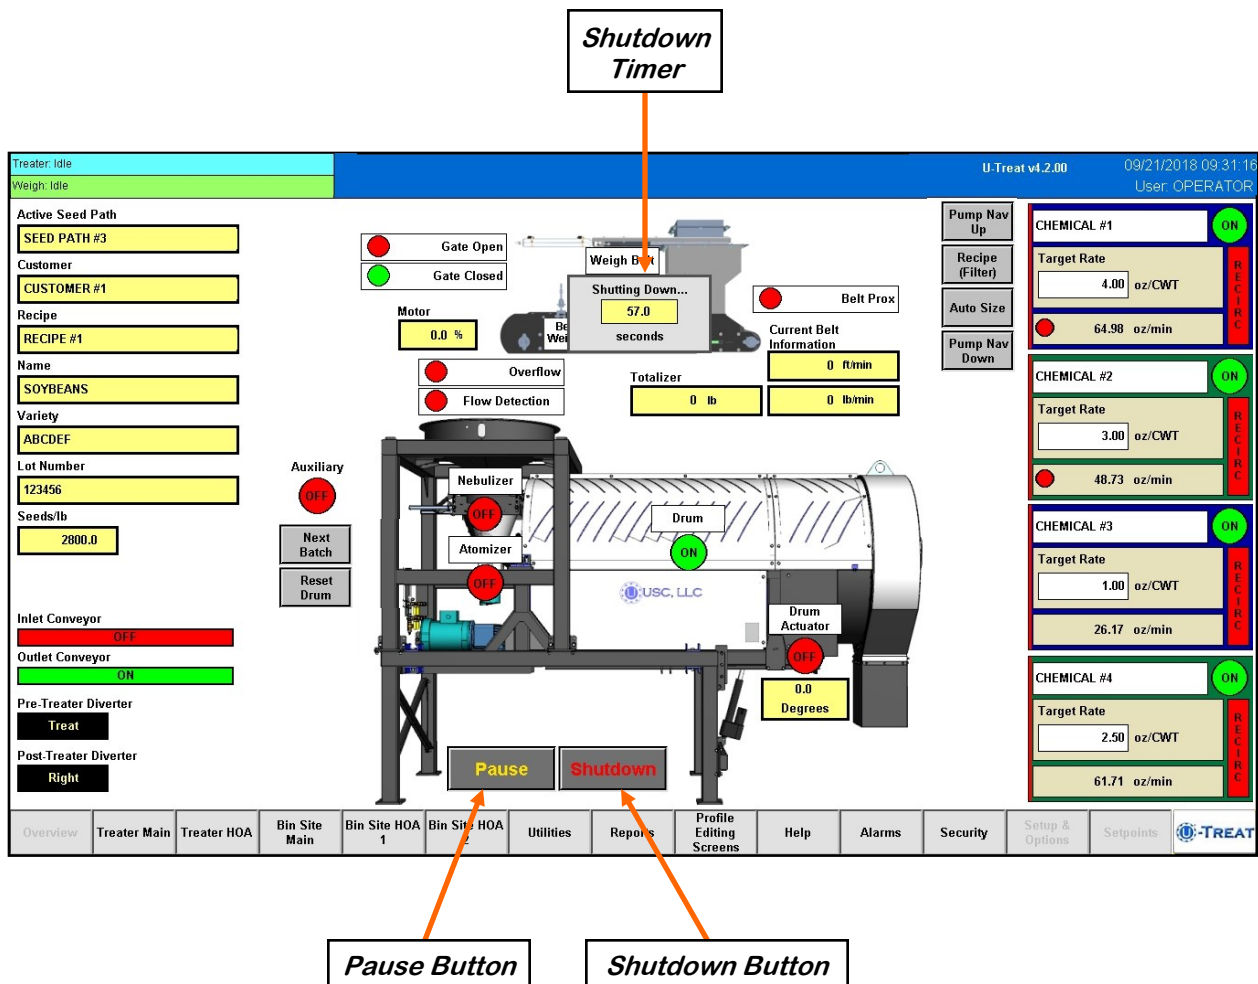 Shutdown
Timer
Treater: Idle
Weigh: Idle
U-Treat v4.2.00
09/21/2018 09:31:16
User: OPERATOR
Active Seed Path
SEED PATH #3
Customer
CUSTOMER #1
Recipe
RECIPE #1
Name
SOYBEANS
Variety
ABCDEF
Lot Number
123456
Seeds/lb
2800.0
Inlet Conveyor
OFF
Outlet Conveyor
ON
Pre-Treater Diverter
Treat
Post-Treater Diverter
Right
Auxiliary
OFF
Next
Batch
Reset
Drum
Gate Open
Gate Closed
Motor
0.0 %
Weigh B
t
Be
Wei
Shutting Down...
57.0
seconds
Belt Prox
Current Belt
Information
0 ft/min
0 lb/min
Totalizer
0 lb
Overflow
Flow Detection
Nebulizer
OFF
Atomizer
OFF
Drum
ON
USC, LLC
Drum
Actuator
OFF
0.0
Degrees
Pause
Shutdown
Pump Nav
Up
Recipe
(Filter)
Auto Size
Pump Nav
Down
CHEMICAL #1
ON
Target Rate
4.00 oz/CWT
64.98 oz/min
RECIRC
CHEMICAL #2
ON
Target Rate
3.00 oz/CWT
48.73 oz/min
RECIRC
CHEMICAL #3
ON
Target Rate
1.00 oz/CWT
26.17 oz/min
RECIRC
CHEMICAL #4
ON
Target Rate
2.50 oz/CWT
61.71 oz/min
RECIRC
Overview
Treater Main
Treater HOA
Bin Site
Main
Bin Site HOA
1
Bin Site HOA
2
Utilities
Reports
Profile
Editing
Screens
Help
Alarms
Security
Setup &
Options
Setpoints
U-TREAT
Pause Button
Shutdown Button